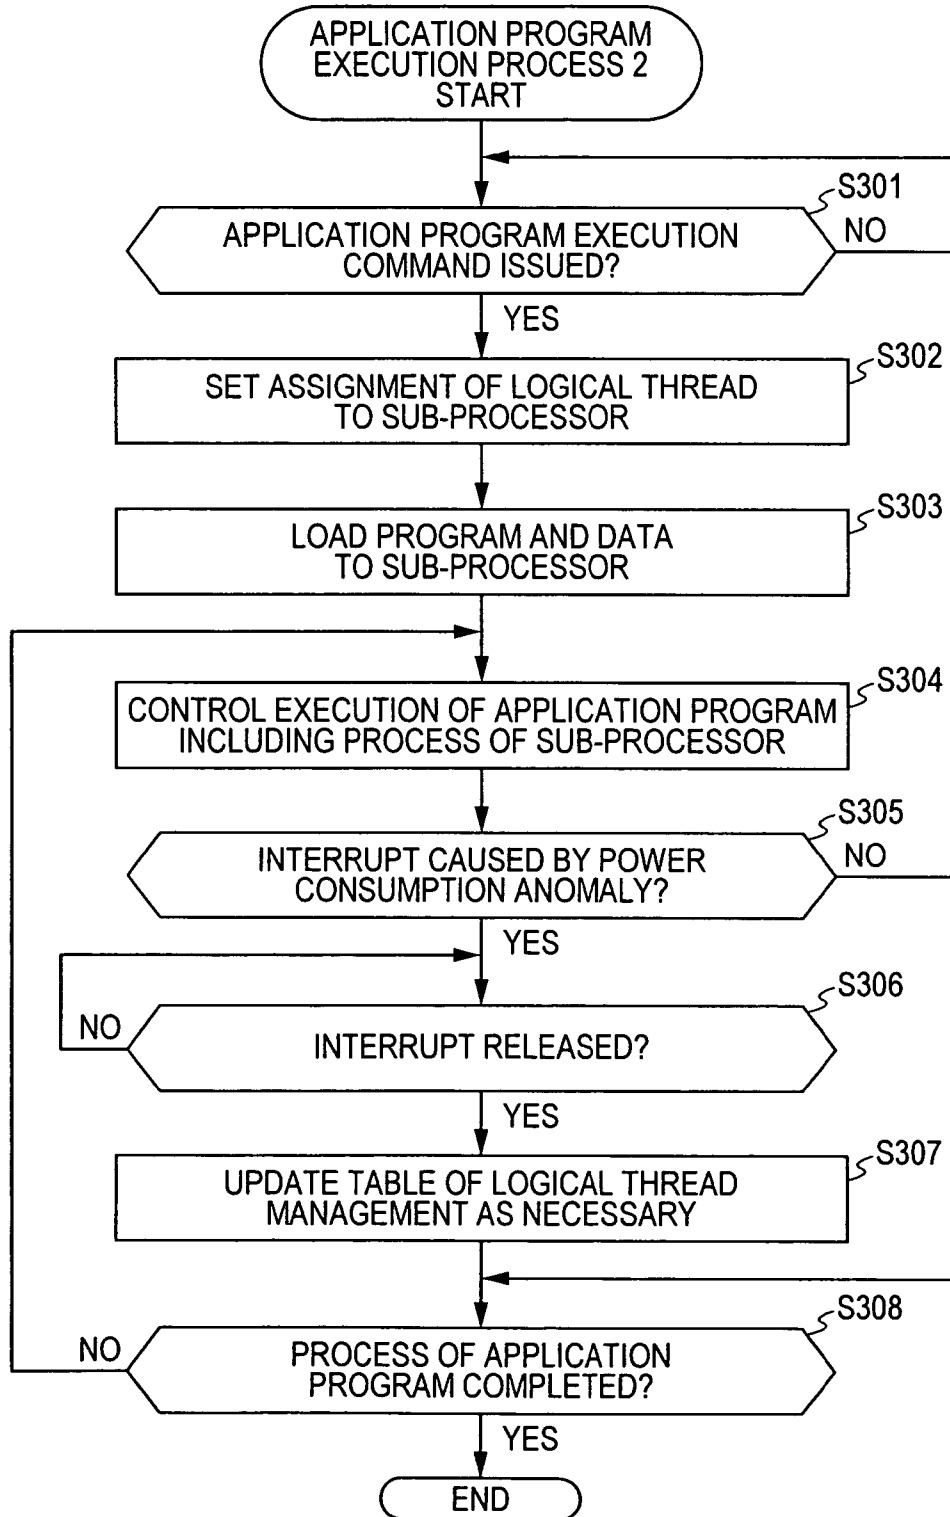 APPLICATION PROGRAM
EXECUTION PROCESS 2
START
S301
APPLICATION PROGRAM EXECUTION
COMMAND ISSUED?
NO
YES
S302
SET ASSIGNMENT OF LOGICAL THREAD
TO SUB-PROCESSOR
S303
LOAD PROGRAM AND DATA
TO SUB-PROCESSOR
S304
CONTROL EXECUTION OF APPLICATION PROGRAM
INCLUDING PROCESS OF SUB-PROCESSOR
S305
INTERRUPT CAUSED BY POWER
CONSUMPTION ANOMALY?
NO
YES
S306
NO
INTERRUPT RELEASED?
YES
S307
UPDATE TABLE OF LOGICAL THREAD
MANAGEMENT AS NECESSARY
S308
NO
PROCESS OF APPLICATION
PROGRAM COMPLETED?
YES
END